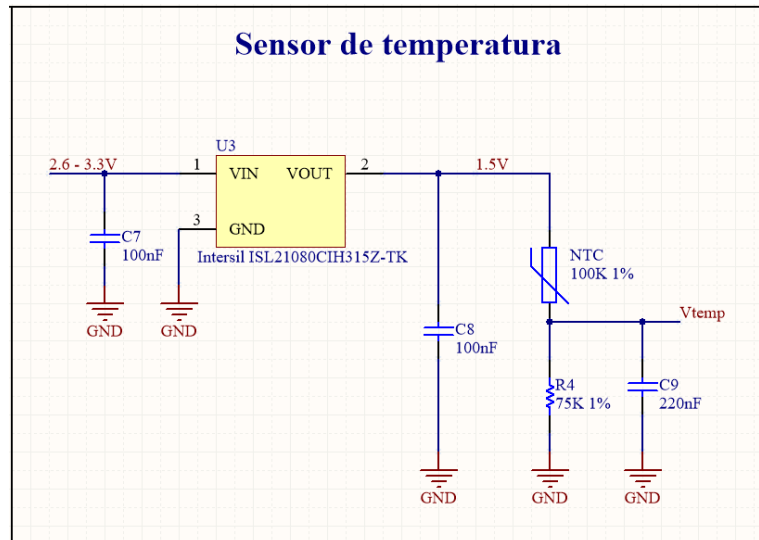 Sensor de temperatura
U3
2.6 - 3.3V
1
VIN
VOUT
2
1.5V
3
GND
C7
100nF
Intersil ISL21080CIH315Z-TK
NTC
100K 1%
GND
GND
Vtemp
C8
100nF
R4
75K 1%
C9
220nF
GND
GND
GND